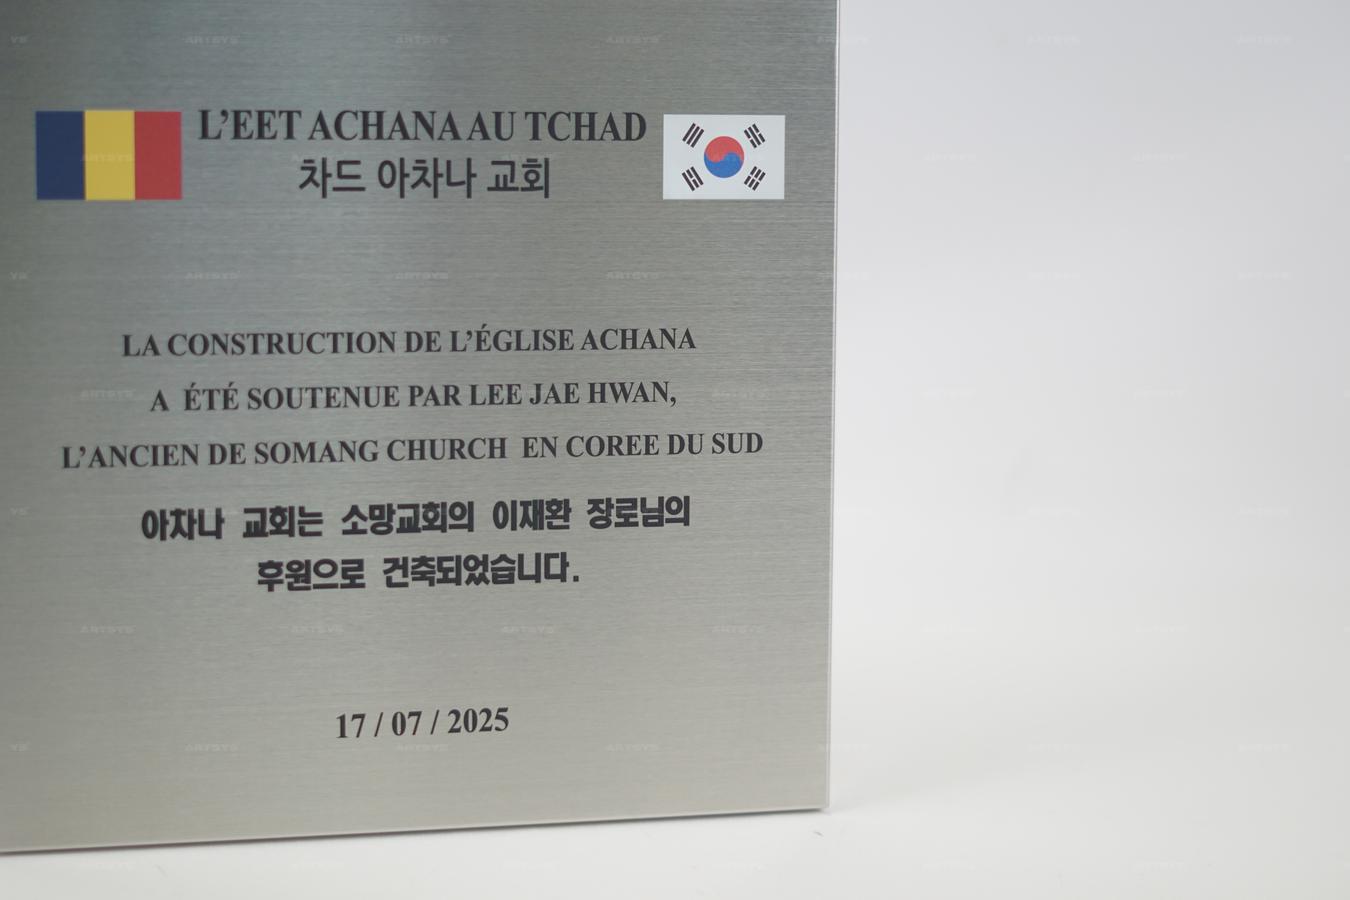 L'EET ACHANA AU TCHAD
차드 아차나 교회
LA CONSTRUCTION DE L'ÉGLISE ACHANA
A ÉTÉ SOUTENUE PAR LEE JAE HWAN,
L'ANCIEN DE SOMANG CHURCH EN COREE DU SUD
아차나 교회는 소망교회의 이재환 장로님의
후원으로 건축되었습니다.
17 / 07 / 2025
ARTSYS